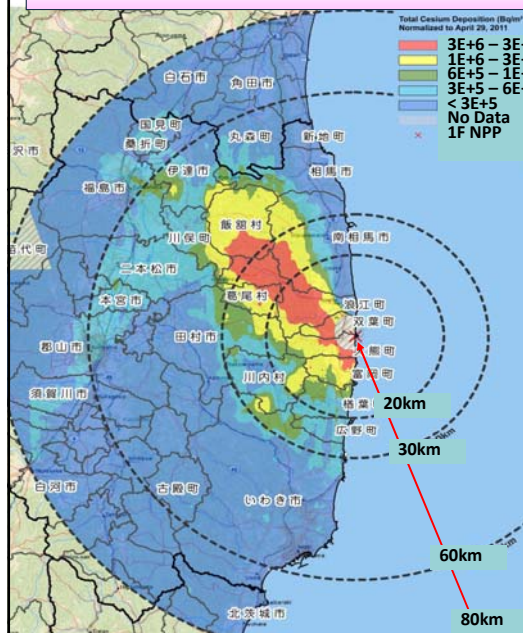 Total Cesium Deposition (Bq/m²
Normalized to April 29, 2011
3E+6 – 3E
1E+6 – 3E
6E+5 – 1E
3E+5 – 6E
< 3E+5
No Data
1F NPP
白石市
角田市
国見町
丸森町
新地町
桑折町
沢市
伊達市
相馬市
福島市
飯舘村
川俣町
南相馬市
代町
二本松市
葛尾村
浪江町
本宮市
双葉町
田村市
郡山市
熊町
川内村
富岡町
須賀川市
楢葉
20km
広野町
30km
白河市
古殿町
いわき市
60km
北茨城市
80km